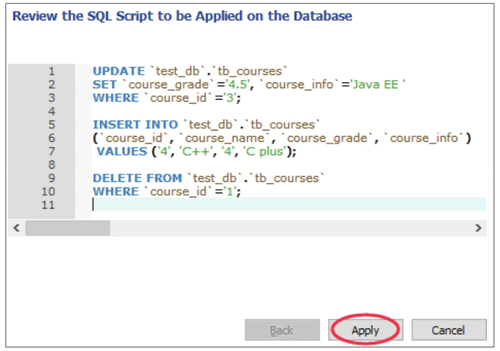 Review the SQL Script to be Applied on the Database
1 UPDATE `test_db`.`tb_courses`
2 SET `course_grade`='4.5', `course_info`='Java EE '
3 WHERE `course_id`='3';
4
5 INSERT INTO `test_db`.`tb_courses`
6 (`course_id`, `course_name`, `course_grade`, `course_info`)
7 VALUES ('4', 'C++', '4', 'C plus');
8
9 DELETE FROM `test_db`.`tb_courses`
10 WHERE `course_id`='1';
11
Back Apply Cancel